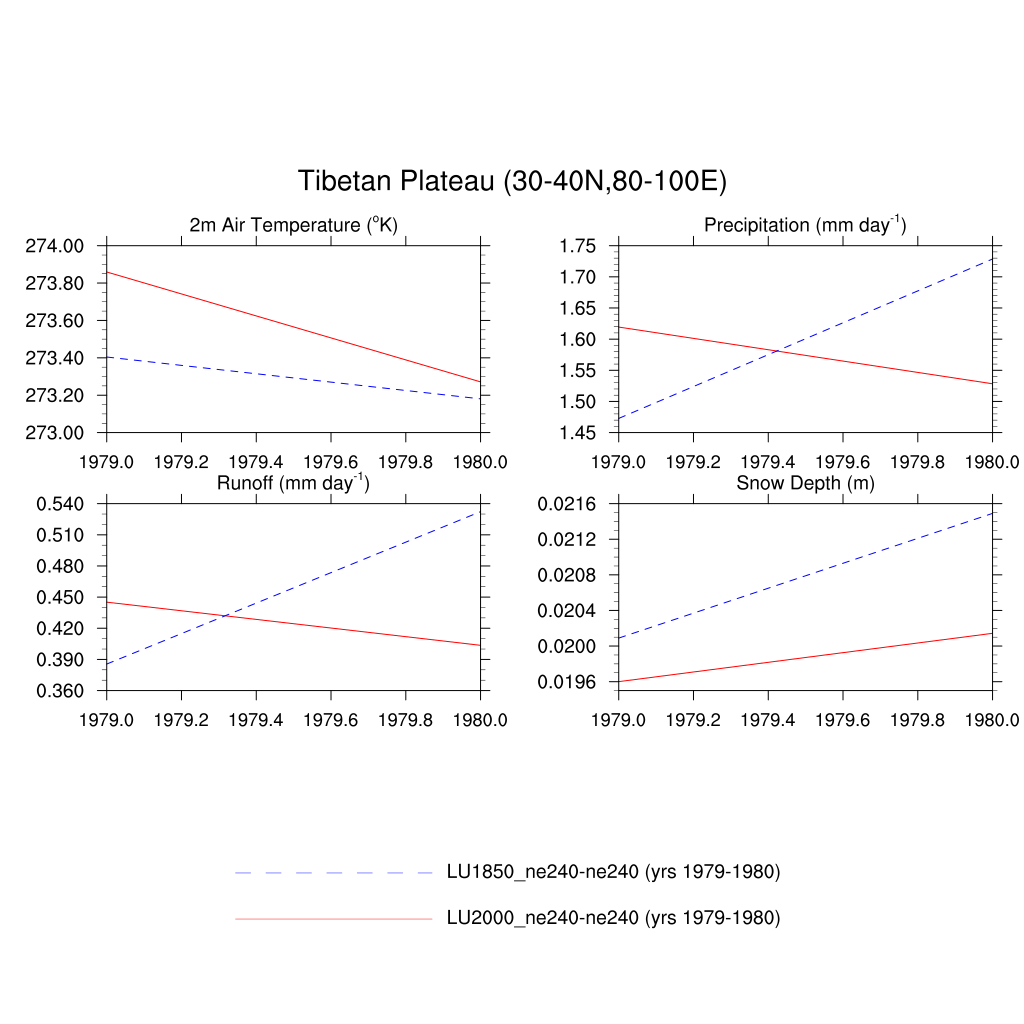 Tibetan Plateau (30-40N,80-100E)
2m Air Temperature (°K)
274.00
273.80
273.60
273.40
273.20
273.00
1979.0 1979.2 1979.4 1979.6 1979.8 1980.0
Precipitation (mm day⁻¹)
1.75
1.70
1.65
1.60
1.55
1.50
1.45
1979.0 1979.2 1979.4 1979.6 1979.8 1980.0
Runoff (mm day⁻¹)
0.540
0.510
0.480
0.450
0.420
0.390
0.360
1979.0 1979.2 1979.4 1979.6 1979.8 1980.0
Snow Depth (m)
0.0216
0.0212
0.0208
0.0204
0.0200
0.0196
1979.0 1979.2 1979.4 1979.6 1979.8 1980.0
LU1850_ne240-ne240 (yrs 1979-1980)
LU2000_ne240-ne240 (yrs 1979-1980)